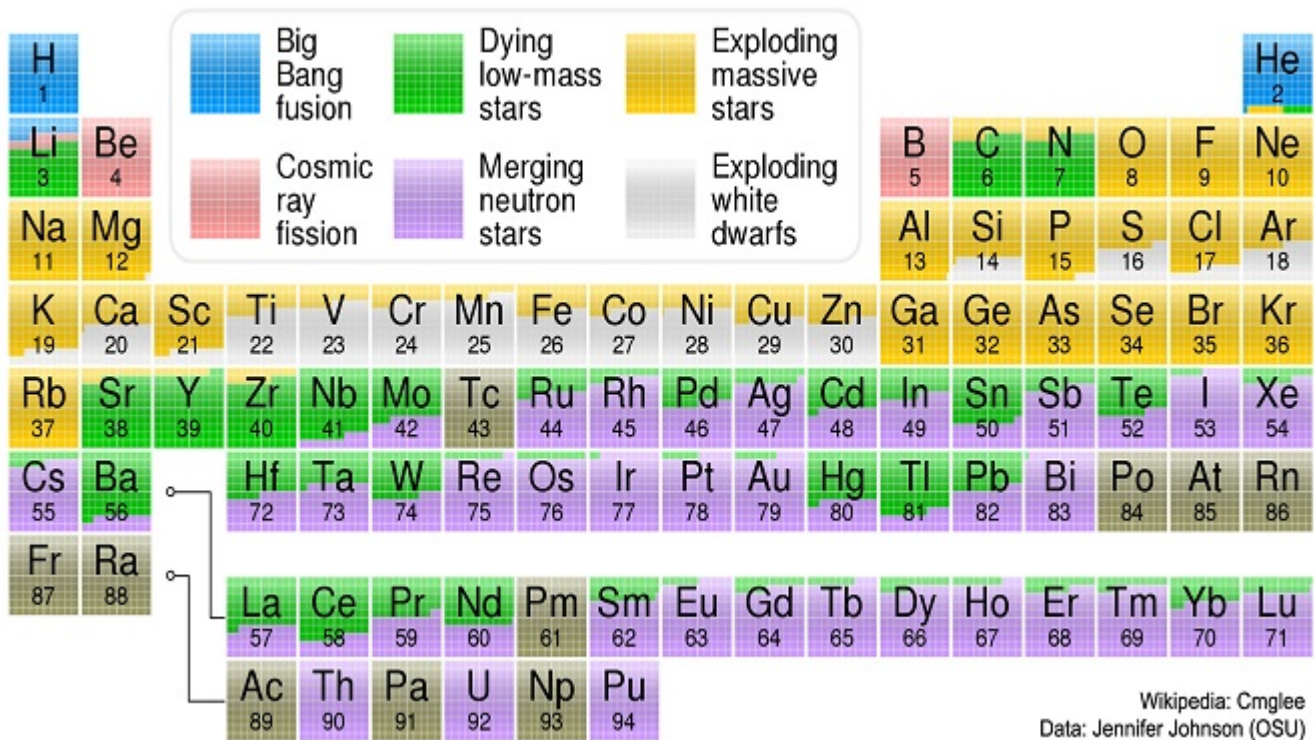 Big Bang fusion
Dying low-mass stars
Exploding massive stars
Cosmic ray fission
Merging neutron stars
Exploding white dwarfs
H He
1 2
Li Be B C N O F Ne
3 4 5 6 7 8 9 10
Na Mg Al Si P S Cl Ar
11 12 13 14 15 16 17 18
K Ca Sc Ti V Cr Mn Fe Co Ni Cu Zn Ga Ge As Se Br Kr
19 20 21 22 23 24 25 26 27 28 29 30 31 32 33 34 35 36
Rb Sr Y Zr Nb Mo Tc Ru Rh Pd Ag Cd In Sn Sb Te I Xe
37 38 39 40 41 42 43 44 45 46 47 48 49 50 51 52 53 54
Cs Ba Hf Ta W Re Os Ir Pt Au Hg Tl Pb Bi Po At Rn
55 56 72 73 74 75 76 77 78 79 80 81 82 83 84 85 86
Fr Ra
87 88
La Ce Pr Nd Pm Sm Eu Gd Tb Dy Ho Er Tm Yb Lu
57 58 59 60 61 62 63 64 65 66 67 68 69 70 71
Ac Th Pa U Np Pu
89 90 91 92 93 94
Wikipedia: Cmglee
Data: Jennifer Johnson (OSU)